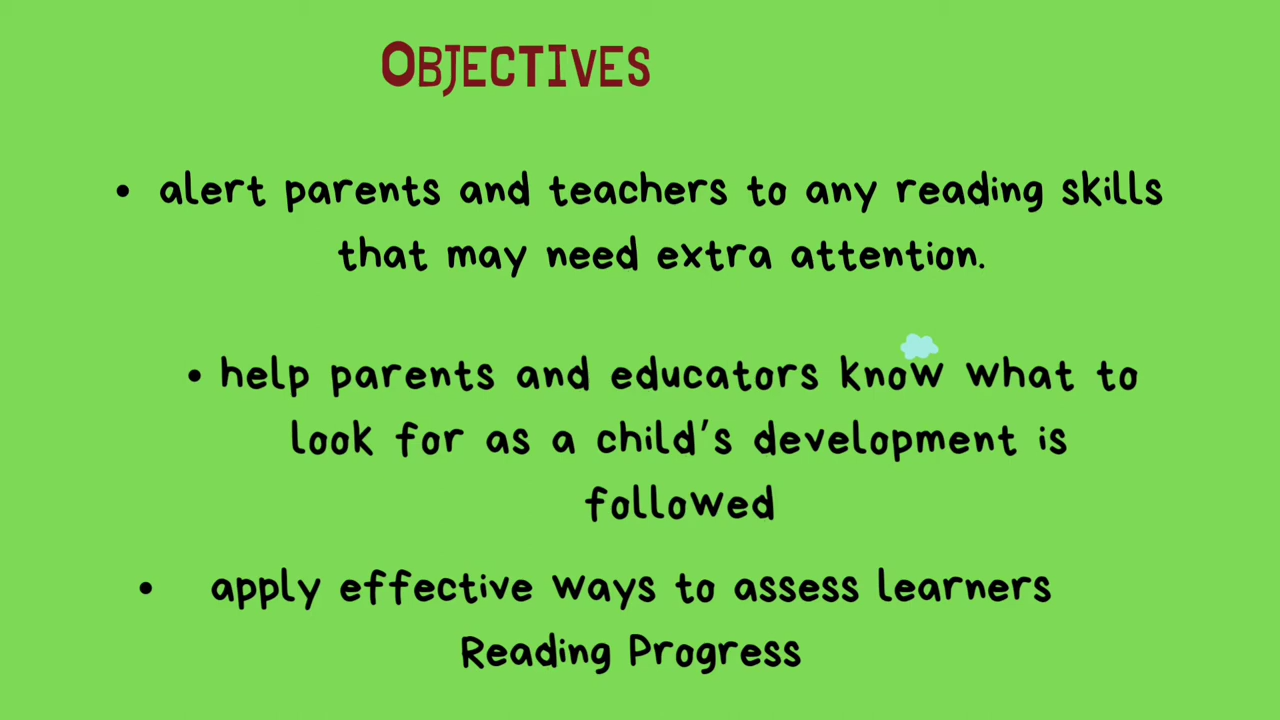 OBJECTIVES
• alert parents and teachers to any reading skills
that may need extra attention.
• help parents and educators know what to
look for as a child's development is
followed
• apply effective ways to assess learners
Reading Progress